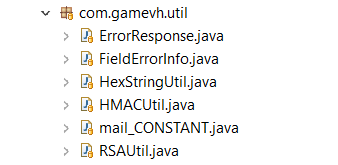 com.gamevh.util
ErrorResponse.java
FieldErrorInfo.java
HexStringUtil.java
HMACUtil.java
mail_CONSTANT.java
RSAUtil.java